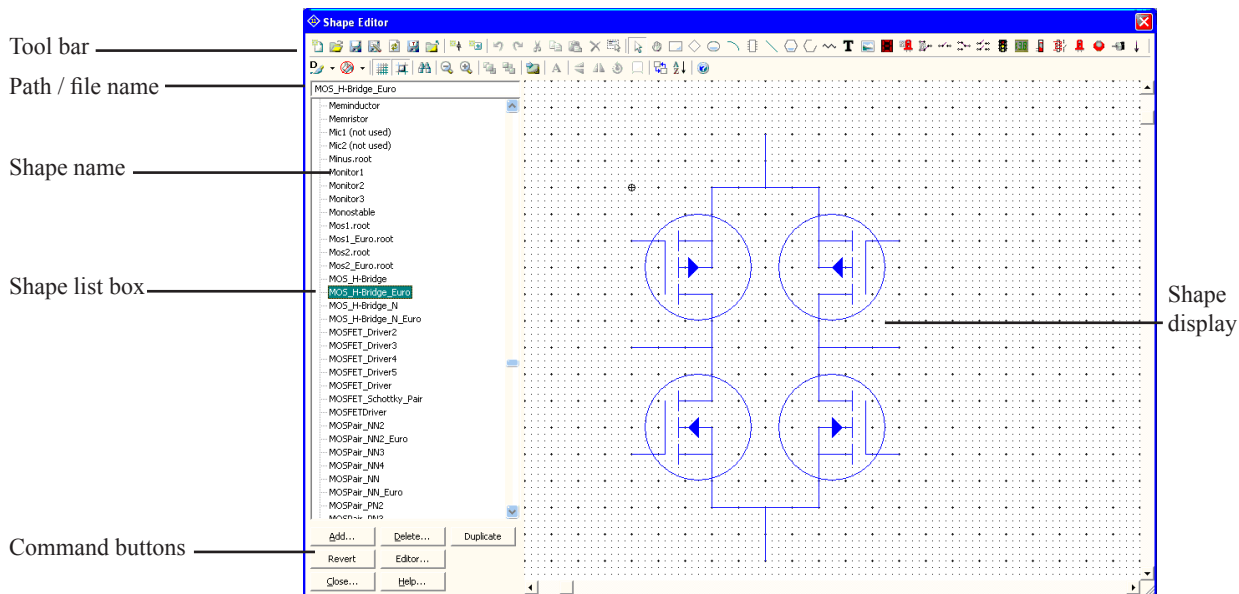 Shape Editor
Tool bar
Path / file name
MOS_H-Bridge_Euro
Meminductor
Memristor
Mic1 (not used)
Mic2 (not used)
Minus.root
Shape name
Monitor1
Monitor2
Monitor3
Monostable
Mos1.root
Mos1_Euro.root
Mos2.root
Mos2_Euro.root
MOS_H-Bridge
Shape list box
MOS_H-Bridge_Euro
MOS_H-Bridge_N
MOS_H-Bridge_N_Euro
MOSFET_Driver2
MOSFET_Driver3
MOSFET_Driver4
MOSFET_Driver5
MOSFET_Driver
MOSFET_Schottky_Pair
MOSFETDriver
MOSPair_NN2
MOSPair_NN2_Euro
MOSPair_NN3
MOSPair_NN4
MOSPair_NN
MOSPair_NN_Euro
MOSPair_PN2
MOSPair_PN3
Shape
display
Command buttons
Add... Delete... Duplicate
Revert Editor...
Close... Help...